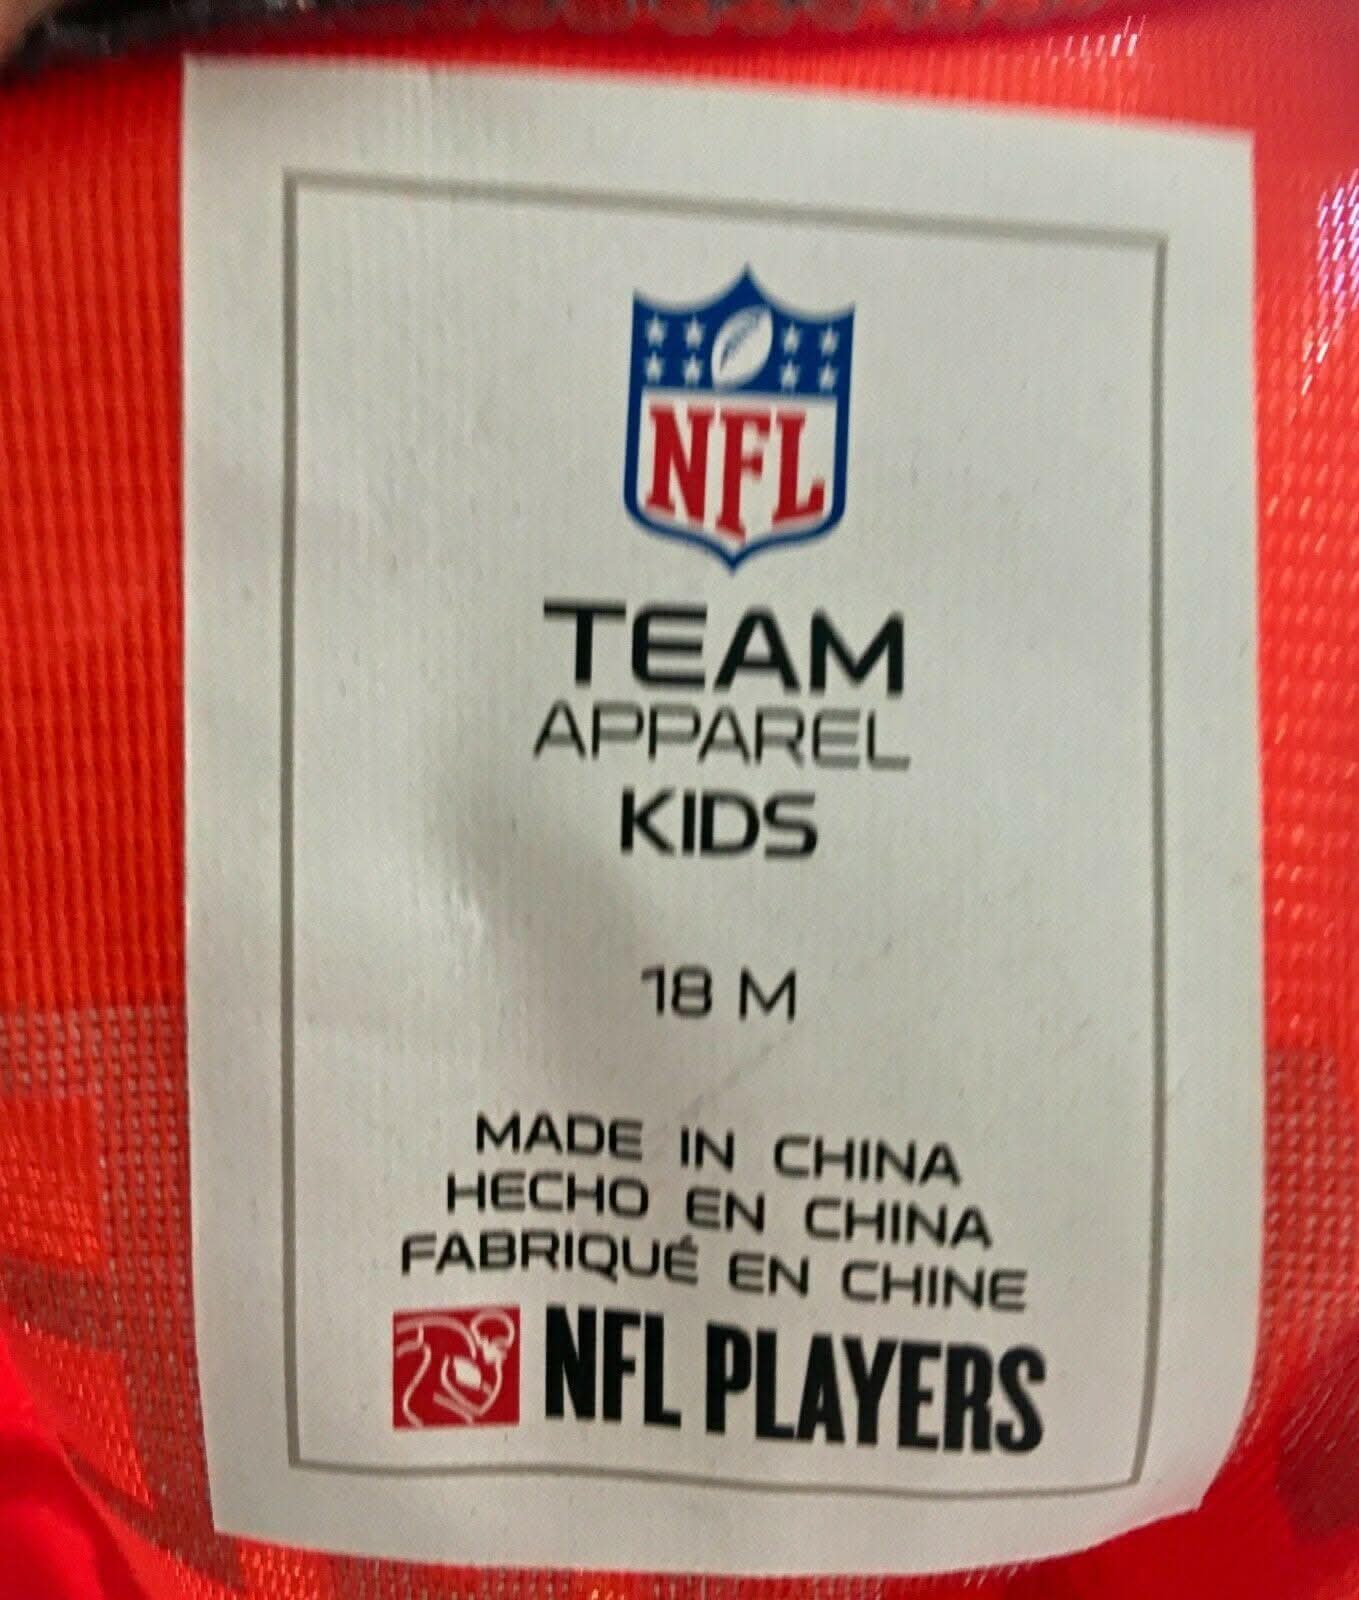 NFL
TEAM
APPAREL
KIDS
18 M
MADE IN CHINA
HECHO EN CHINA
FABRIQUÉ EN CHINE
NFL PLAYERS